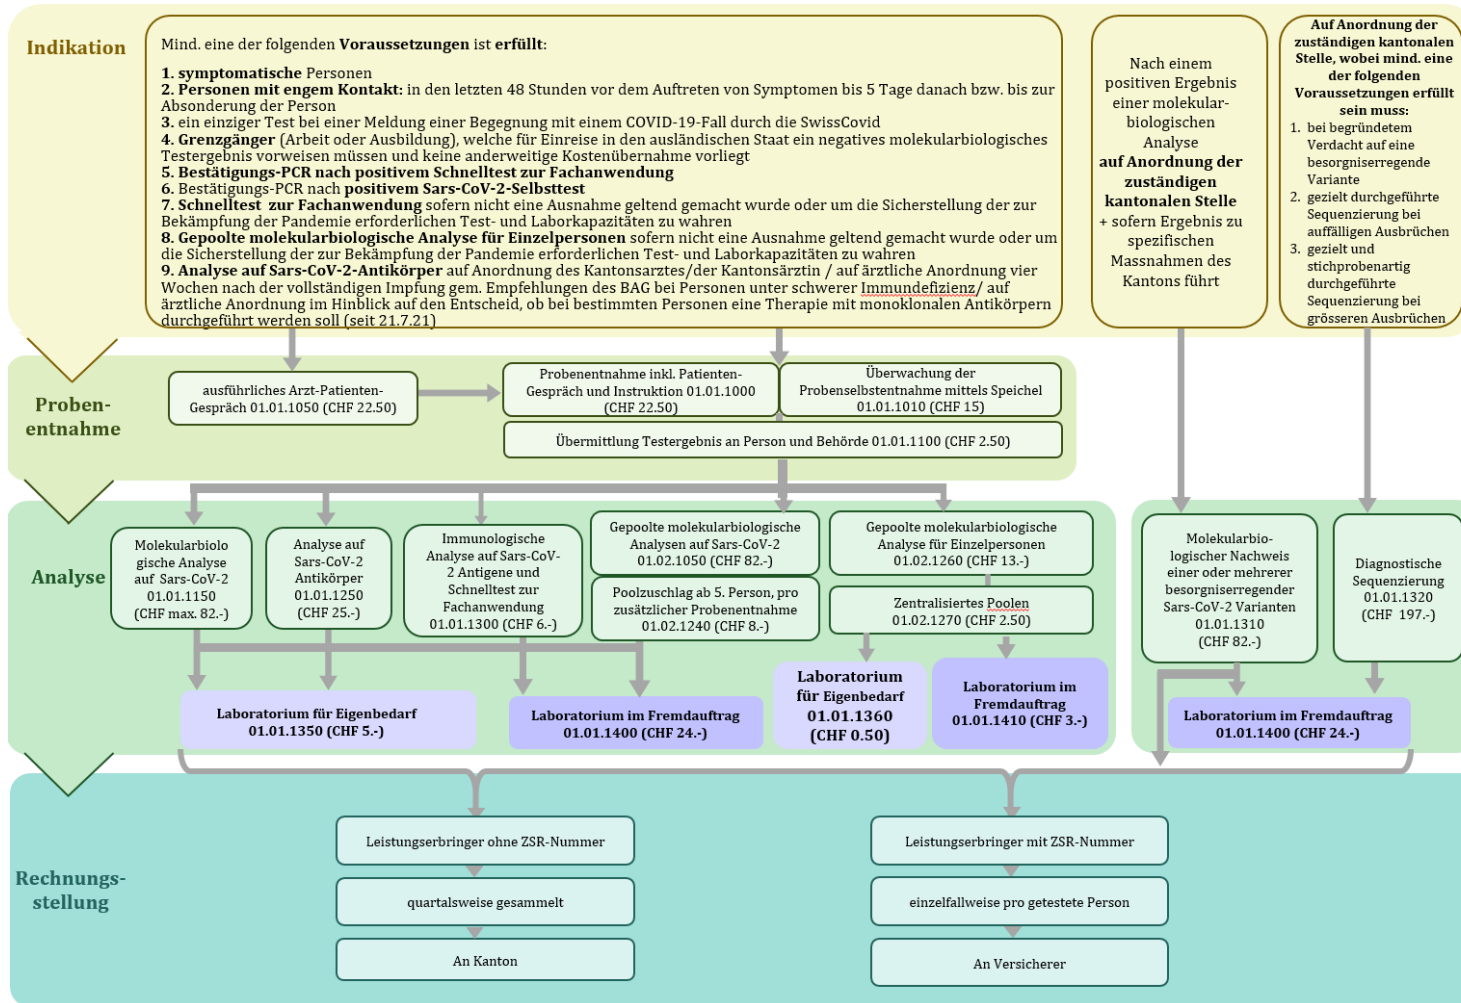 Indikation
Mind. eine der folgenden Voraussetzungen ist erfüllt:
1. symptomatische Personen
2. Personen mit engem Kontakt: in den letzten 48 Stunden vor dem Auftreten von Symptomen bis 5 Tage danach bzw. bis zur
Absonderung der Person
3. ein einziger Test bei einer Meldung einer Begegnung mit einem COVID-19-Fall durch die SwissCovid
4. Grenzgänger (Arbeit oder Ausbildung), welche für Einreise in den ausländischen Staat ein negatives molekularbiologisches
Testergebnis vorweisen müssen und keine anderweitige Kostenübernahme vorliegt
5. Bestätigungs-PCR nach positivem Schnelltest zur Fachanwendung
6. Bestätigungs-PCR nach positivem Sars-CoV-2-Selbsttest
7. Schnelltest zur Fachanwendung sofern nicht eine Ausnahme geltend gemacht wurde oder um die Sicherstellung der zur
Bekämpfung der Pandemie erforderlichen Test- und Laborkapazitäten zu wahren
8. Gepoolte molekularbiologische Analyse für Einzelpersonen sofern nicht eine Ausnahme geltend gemacht wurde oder um
die Sicherstellung der zur Bekämpfung der Pandemie erforderlichen Test- und Laborkapazitäten zu wahren
9. Analyse auf Sars-CoV-2-Antikörper auf Anordnung des Kantonsarztes/der Kantonsärztin / auf ärztliche Anordnung vier
Wochen nach der vollständigen Impfung gem. Empfehlungen des BAG bei Personen unter schwerer Immundefizienz/ auf
ärztliche Anordnung im Hinblick auf den Entscheid, ob bei bestimmten Personen eine Therapie mit monoklonalen Antikörpern
durchgeführt werden soll (seit 21.7.21)
Nach einem
positiven Ergebnis
einer molekular-
biologischen
Analyse
auf Anordnung der
zuständigen
kantonalen Stelle
+ sofern Ergebnis zu
spezifischen
Massnahmen des
Kantons führt
Auf Anordnung der
zuständigen kantonalen
Stelle, wobei mind. eine
der folgenden
Voraussetzungen erfüllt
sein muss:
1. bei begründetem
Verdacht auf eine
besorgniserregende
Variante
2. gezielt durchgeführte
Sequenzierung bei
auffälligen Ausbrüchen
3. gezielt und
stichprobenartig
durchgeführte
Sequenzierung bei
grösseren Ausbrüchen
Proben-
entnahme
ausführliches Arzt-Patienten-
Gespräch 01.01.1050 (CHF 22.50)
Probenentnahme inkl. Patienten-
Gespräch und Instruktion 01.01.1000
(CHF 22.50)
Überwachung der
Probenselbstentnahme mittels Speichel
01.01.1010 (CHF 15)
Übermittlung Testergebnis an Person und Behörde 01.01.1100 (CHF 2.50)
Analyse
Molekularbiolo
gische Analyse
auf Sars-CoV-2
01.01.1150
(CHF max. 82.-)
Analyse auf
Sars-CoV-2
Antikörper
01.01.1250
(CHF 25.-)
Immunologische
Analyse auf Sars-CoV-
2 Antigene und
Schnelltest zur
Fachanwendung
01.01.1300 (CHF 6.-)
Gepoolte molekularbiologische
Analysen auf Sars-CoV-2
01.02.1050 (CHF 82.-)
Poolzuschlag ab 5. Person, pro
zusätzlicher Probenentnahme
01.02.1240 (CHF 8.-)
Gepoolte molekularbiologische
Analyse für Einzelpersonen
01.02.1260 (CHF 13.-)
Zentralisiertes Poolen
01.02.1270 (CHF 2.50)
Molekularbio-
logischer Nachweis
einer oder mehrerer
besorgniserregender
Sars-CoV-2 Varianten
01.01.1310
(CHF 82.-)
Diagnostische
Sequenzierung
01.01.1320
(CHF 197.-)
Laboratorium für Eigenbedarf
01.01.1350 (CHF 5.-)
Laboratorium im Fremdauftrag
01.01.1400 (CHF 24.-)
Laboratorium
für Eigenbedarf
01.01.1360
(CHF 0.50)
Laboratorium im
Fremdauftrag
01.01.1410 (CHF 3.-)
Laboratorium im Fremdauftrag
01.01.1400 (CHF 24.-)
Rechnungs-
stellung
Leistungserbringer ohne ZSR-Nummer
quartalsweise gesammelt
An Kanton
Leistungserbringer mit ZSR-Nummer
einzelfallweise pro getestete Person
An Versicherer